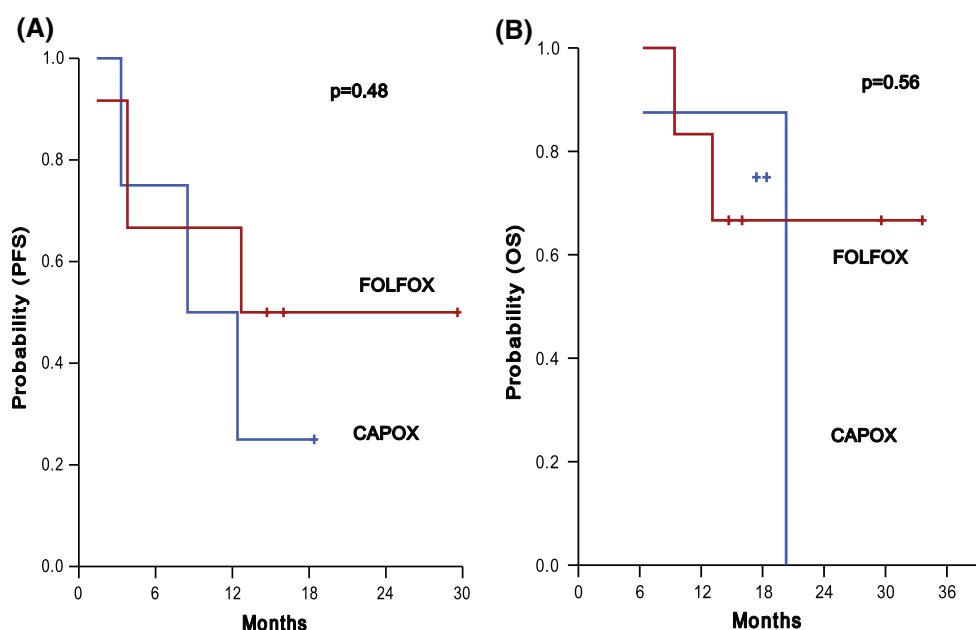 (A)
1.0
0.8
0.6
0.4
0.2
0.0
Probability (PFS)
p=0.48
FOLFOX
CAPOX
0 6 12 18 24 30
Months
(B)
1.0
0.8
0.6
0.4
0.2
0.0
Probability (OS)
p=0.56
FOLFOX
CAPOX
0 6 12 18 24 30 36
Months